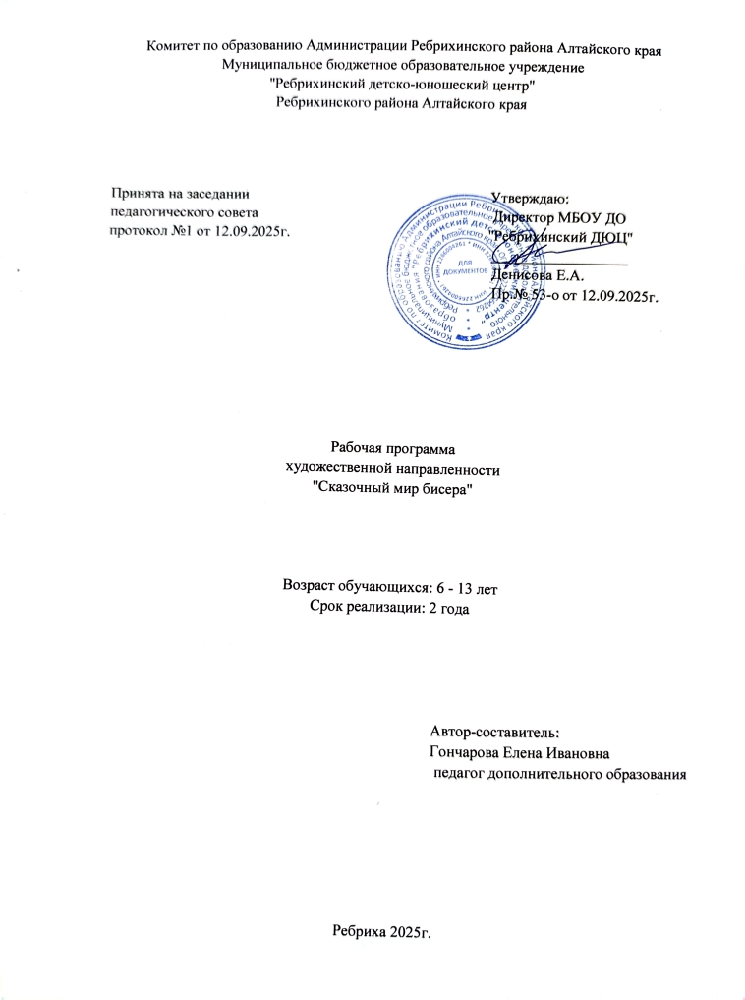 Комитет по образованию Администрации Ребрихинского района Алтайского края
Муниципальное бюджетное образовательное учреждение
"Ребрихинский детско-юношеский центр"
Ребрихинского района Алтайского края
Принята на заседании
педагогического совета
протокол №1 от 12.09.2025г.
Утверждаю:
Директор МБОУ ДО
"Ребрихинский ДЮЦ"
Денисова Е.А.
Пр.№ 53-о от 12.09.2025г.
ДЛЯ
ДОКУМЕНТОВ
Рабочая программа
художественной направленности
"Сказочный мир бисера"
Возраст обучающихся: 6 - 13 лет
Срок реализации: 2 года
Автор-составитель:
Гончарова Елена Ивановна
педагог дополнительного образования
Ребриха 2025г.